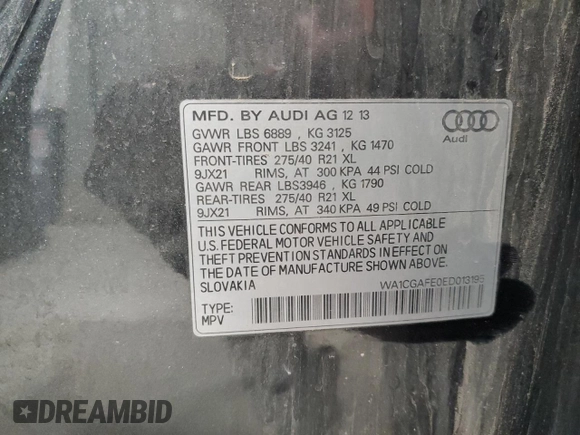 MFD. BY AUDI AG 12 13
GVWR LBS 6889 , KG 3125
GAWR FRONT LBS 3241 , KG 1470
FRONT-TIRES 275/40 R21 XL
9JX21 RIMS, AT 300 KPA 44 PSI COLD
GAWR REAR LBS3946 , KG 1790
REAR-TIRES 275/40 R21 XL
9JX21 RIMS, AT 340 KPA 49 PSI COLD
Audi
THIS VEHICLE CONFORMS TO ALL APPLICABLE
U.S. FEDERAL MOTOR VEHICLE SAFETY AND
THEFT PREVENTION STANDARDS IN EFFECT ON
THE DATE OF MANUFACTURE SHOWN ABOVE.
SLOVAKIA
WA1CGAFE0ED013195
TYPE:
MPV
DREAMBID